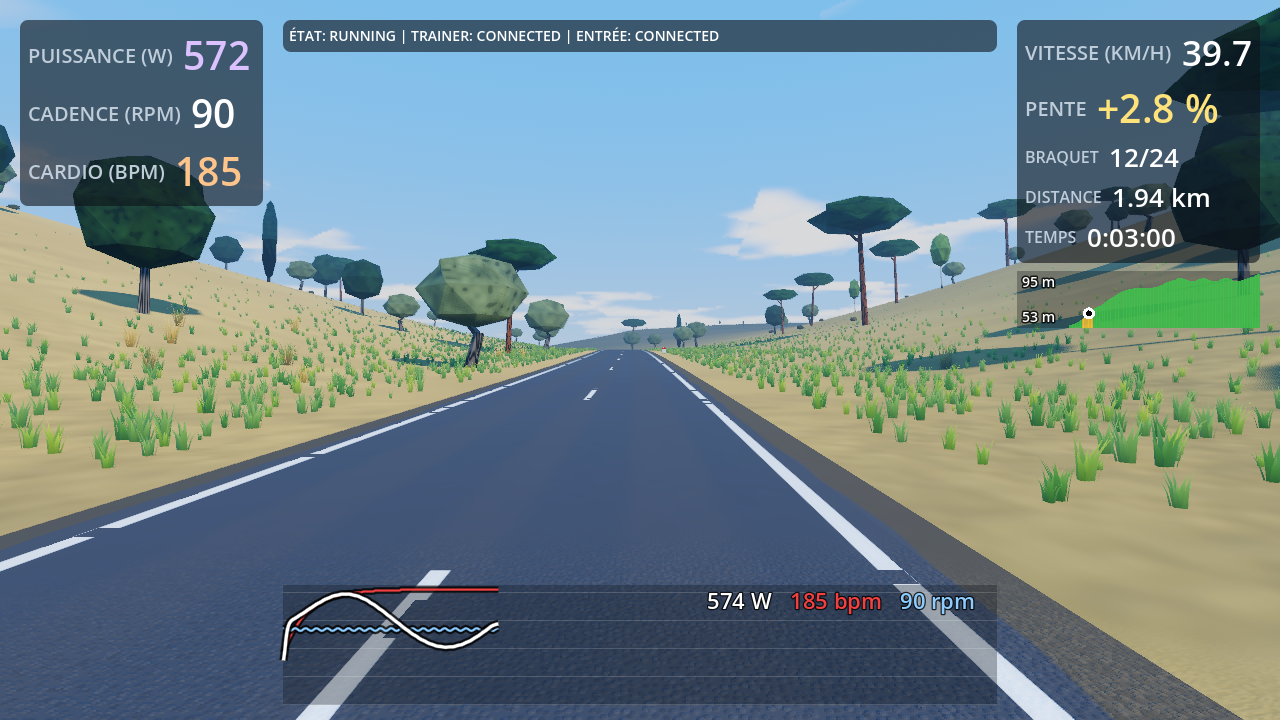 PUISSANCE (W) 572
CADENCE (RPM) 90
CARDIO (BPM) 185
ÉTAT: RUNNING | TRAINER: CONNECTED | ENTRÉE: CONNECTED
VITESSE (KM/H) 39.7
PENTE +2.8 %
BRAQUET 12/24
DISTANCE 1.94 km
TEMPS 0:03:00
95 m
53 m
574 W 185 bpm 90 rpm